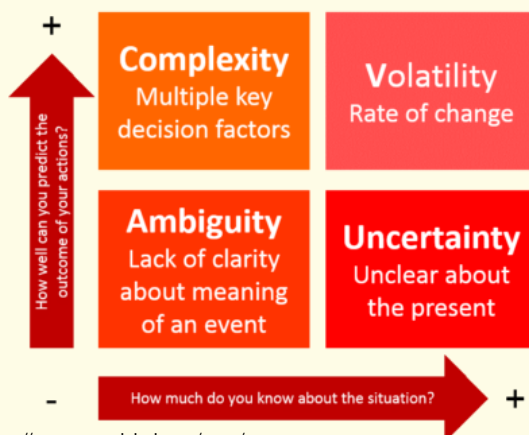 +
Complexity
Multiple key
decision factors
Volatility
Rate of change
How well can you predict the
outcome of your actions?
Ambiguity
Lack of clarity
about meaning
of an event
Uncertainty
Unclear about
the present
-
How much do you know about the situation?
+